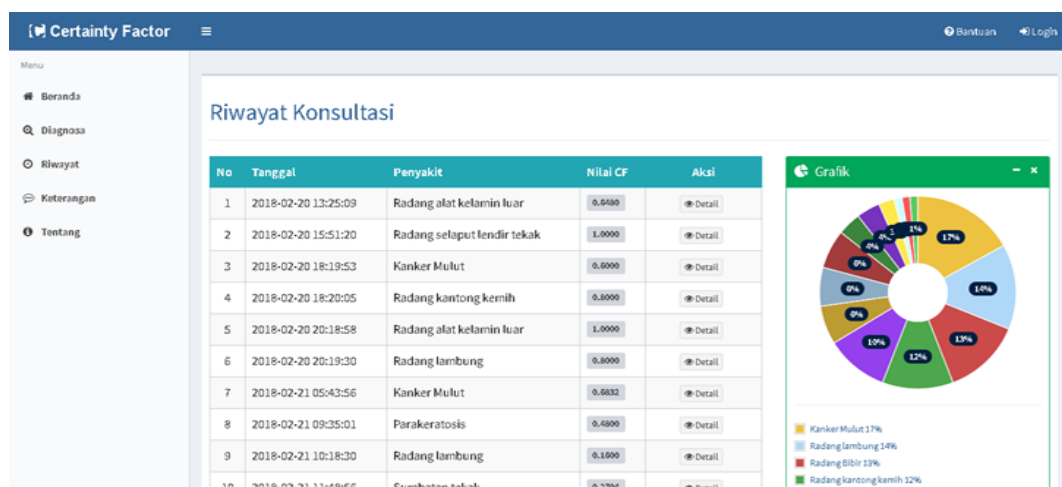 Certainty Factor
Bantuan
Login
Menu
Beranda
Diagnosa
Riwayat
Keterangan
Tentang
Riwayat Konsultasi
No Tanggal Penyakit Nilai CF Aksi
1 2018-02-20 13:25:09 Radang alat kelamin luar 0.6480 Detail
2 2018-02-20 15:51:20 Radang selaput lendir tekak 1.0000 Detail
3 2018-02-20 18:19:53 Kanker Mulut 0.6000 Detail
4 2018-02-20 18:20:05 Radang kantong kemih 0.8000 Detail
5 2018-02-20 20:18:58 Radang alat kelamin luar 1.0000 Detail
6 2018-02-20 20:19:30 Radang lambung 0.8000 Detail
7 2018-02-21 05:43:56 Kanker Mulut 0.6832 Detail
8 2018-02-21 09:35:01 Parakeratosis 0.4800 Detail
9 2018-02-21 10:18:30 Radang lambung 0.1600 Detail
Grafik
17%
14%
13%
12%
10%
4%
4%
1%
Kanker Mulut 17%
Radang lambung 14%
Radang Bibir 13%
Radang kantong kemih 12%